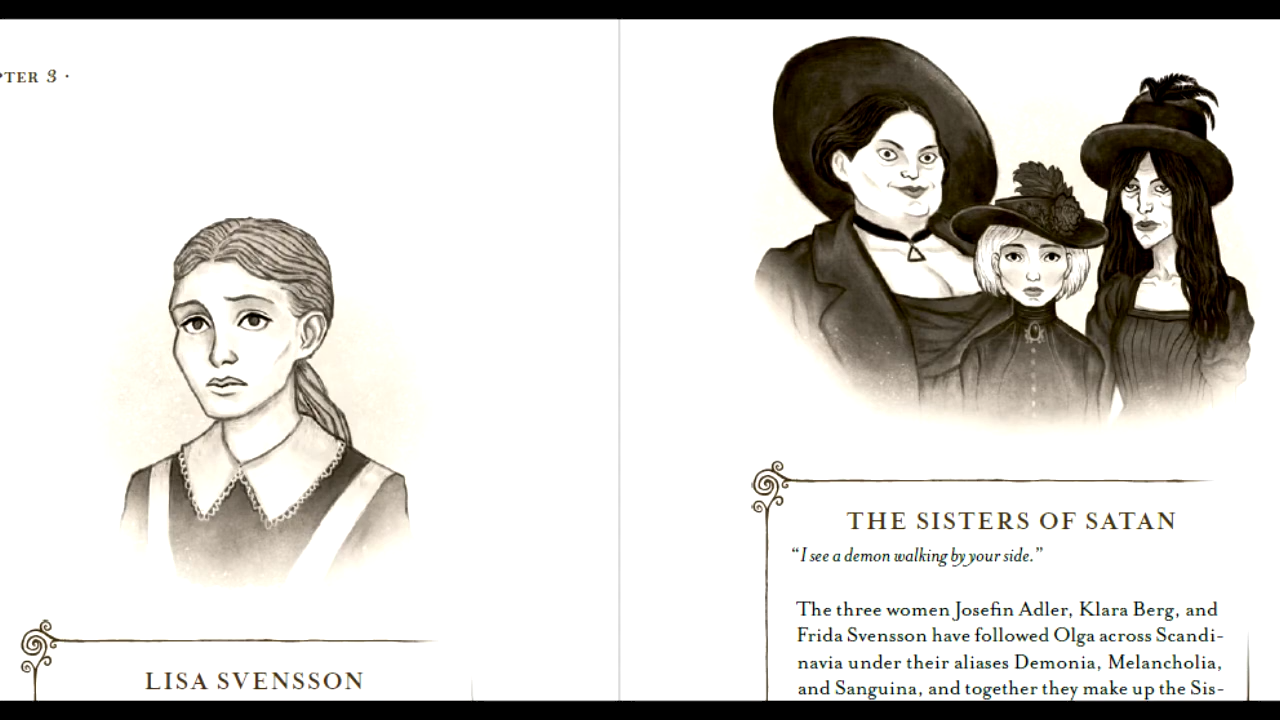 3 ·
LISA SVENSSON
THE SISTERS OF SATAN
“I see a demon walking by your side.”
The three women Josefin Adler, Klara Berg, and
Frida Svensson have followed Olga across Scandi-
navia under their aliases Demonia, Melancholia,
and Sanguina, and together they make up the Sis-